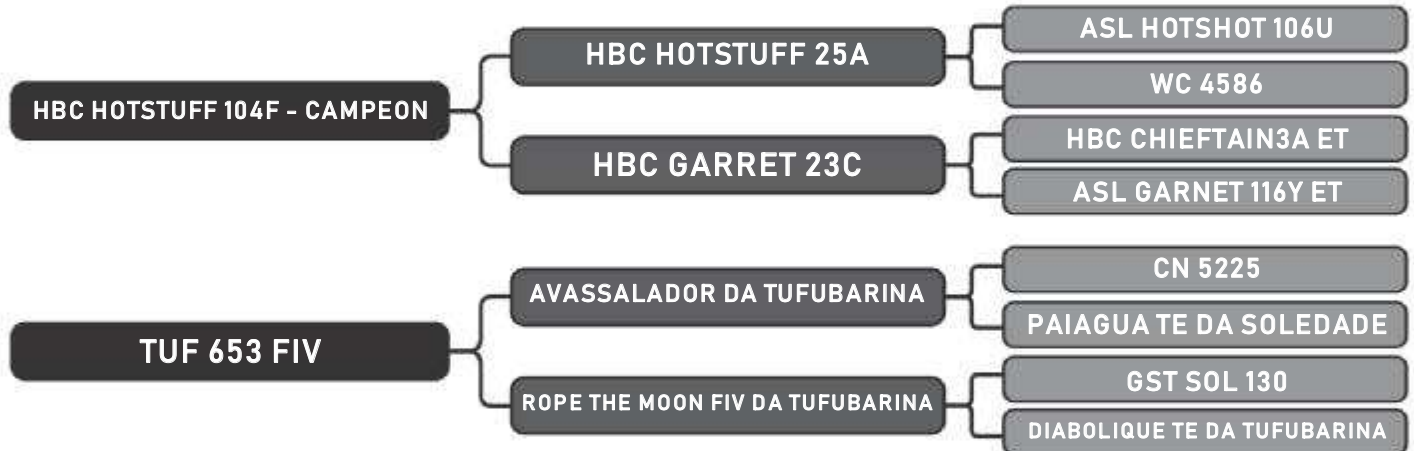 HBC HOTSTUFF 104F - CAMPEON
HBC HOTSTUFF 25A
ASL HOTSHOT 106U
WC 4586
HBC GARRET 23C
HBC CHIEFTAIN3A ET
ASL GARNET 116Y ET
TUF 653 FIV
AVASSALADOR DA TUFUBARINA
CN 5225
PAIAGUA TE DA SOLEDADE
ROPE THE MOON FIV DA TUFUBARINA
GST SOL 130
DIABOLIQUE TE DA TUFUBARINA